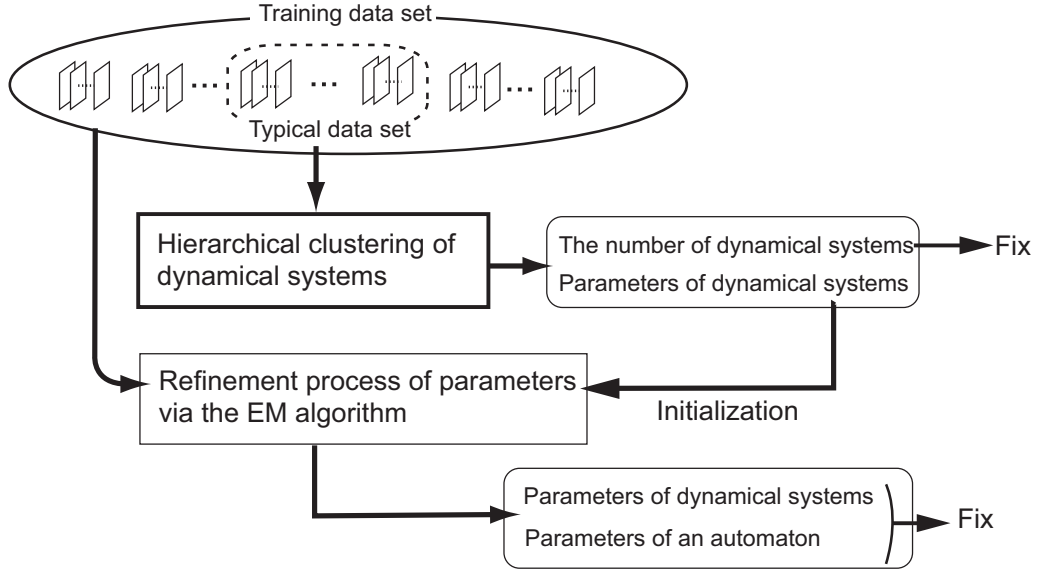 Training data set
Typical data set
Hierarchical clustering of
dynamical systems
The number of dynamical systems
Parameters of dynamical systems
Fix
Refinement process of parameters
via the EM algorithm
Initialization
Parameters of dynamical systems
Parameters of an automaton
Fix